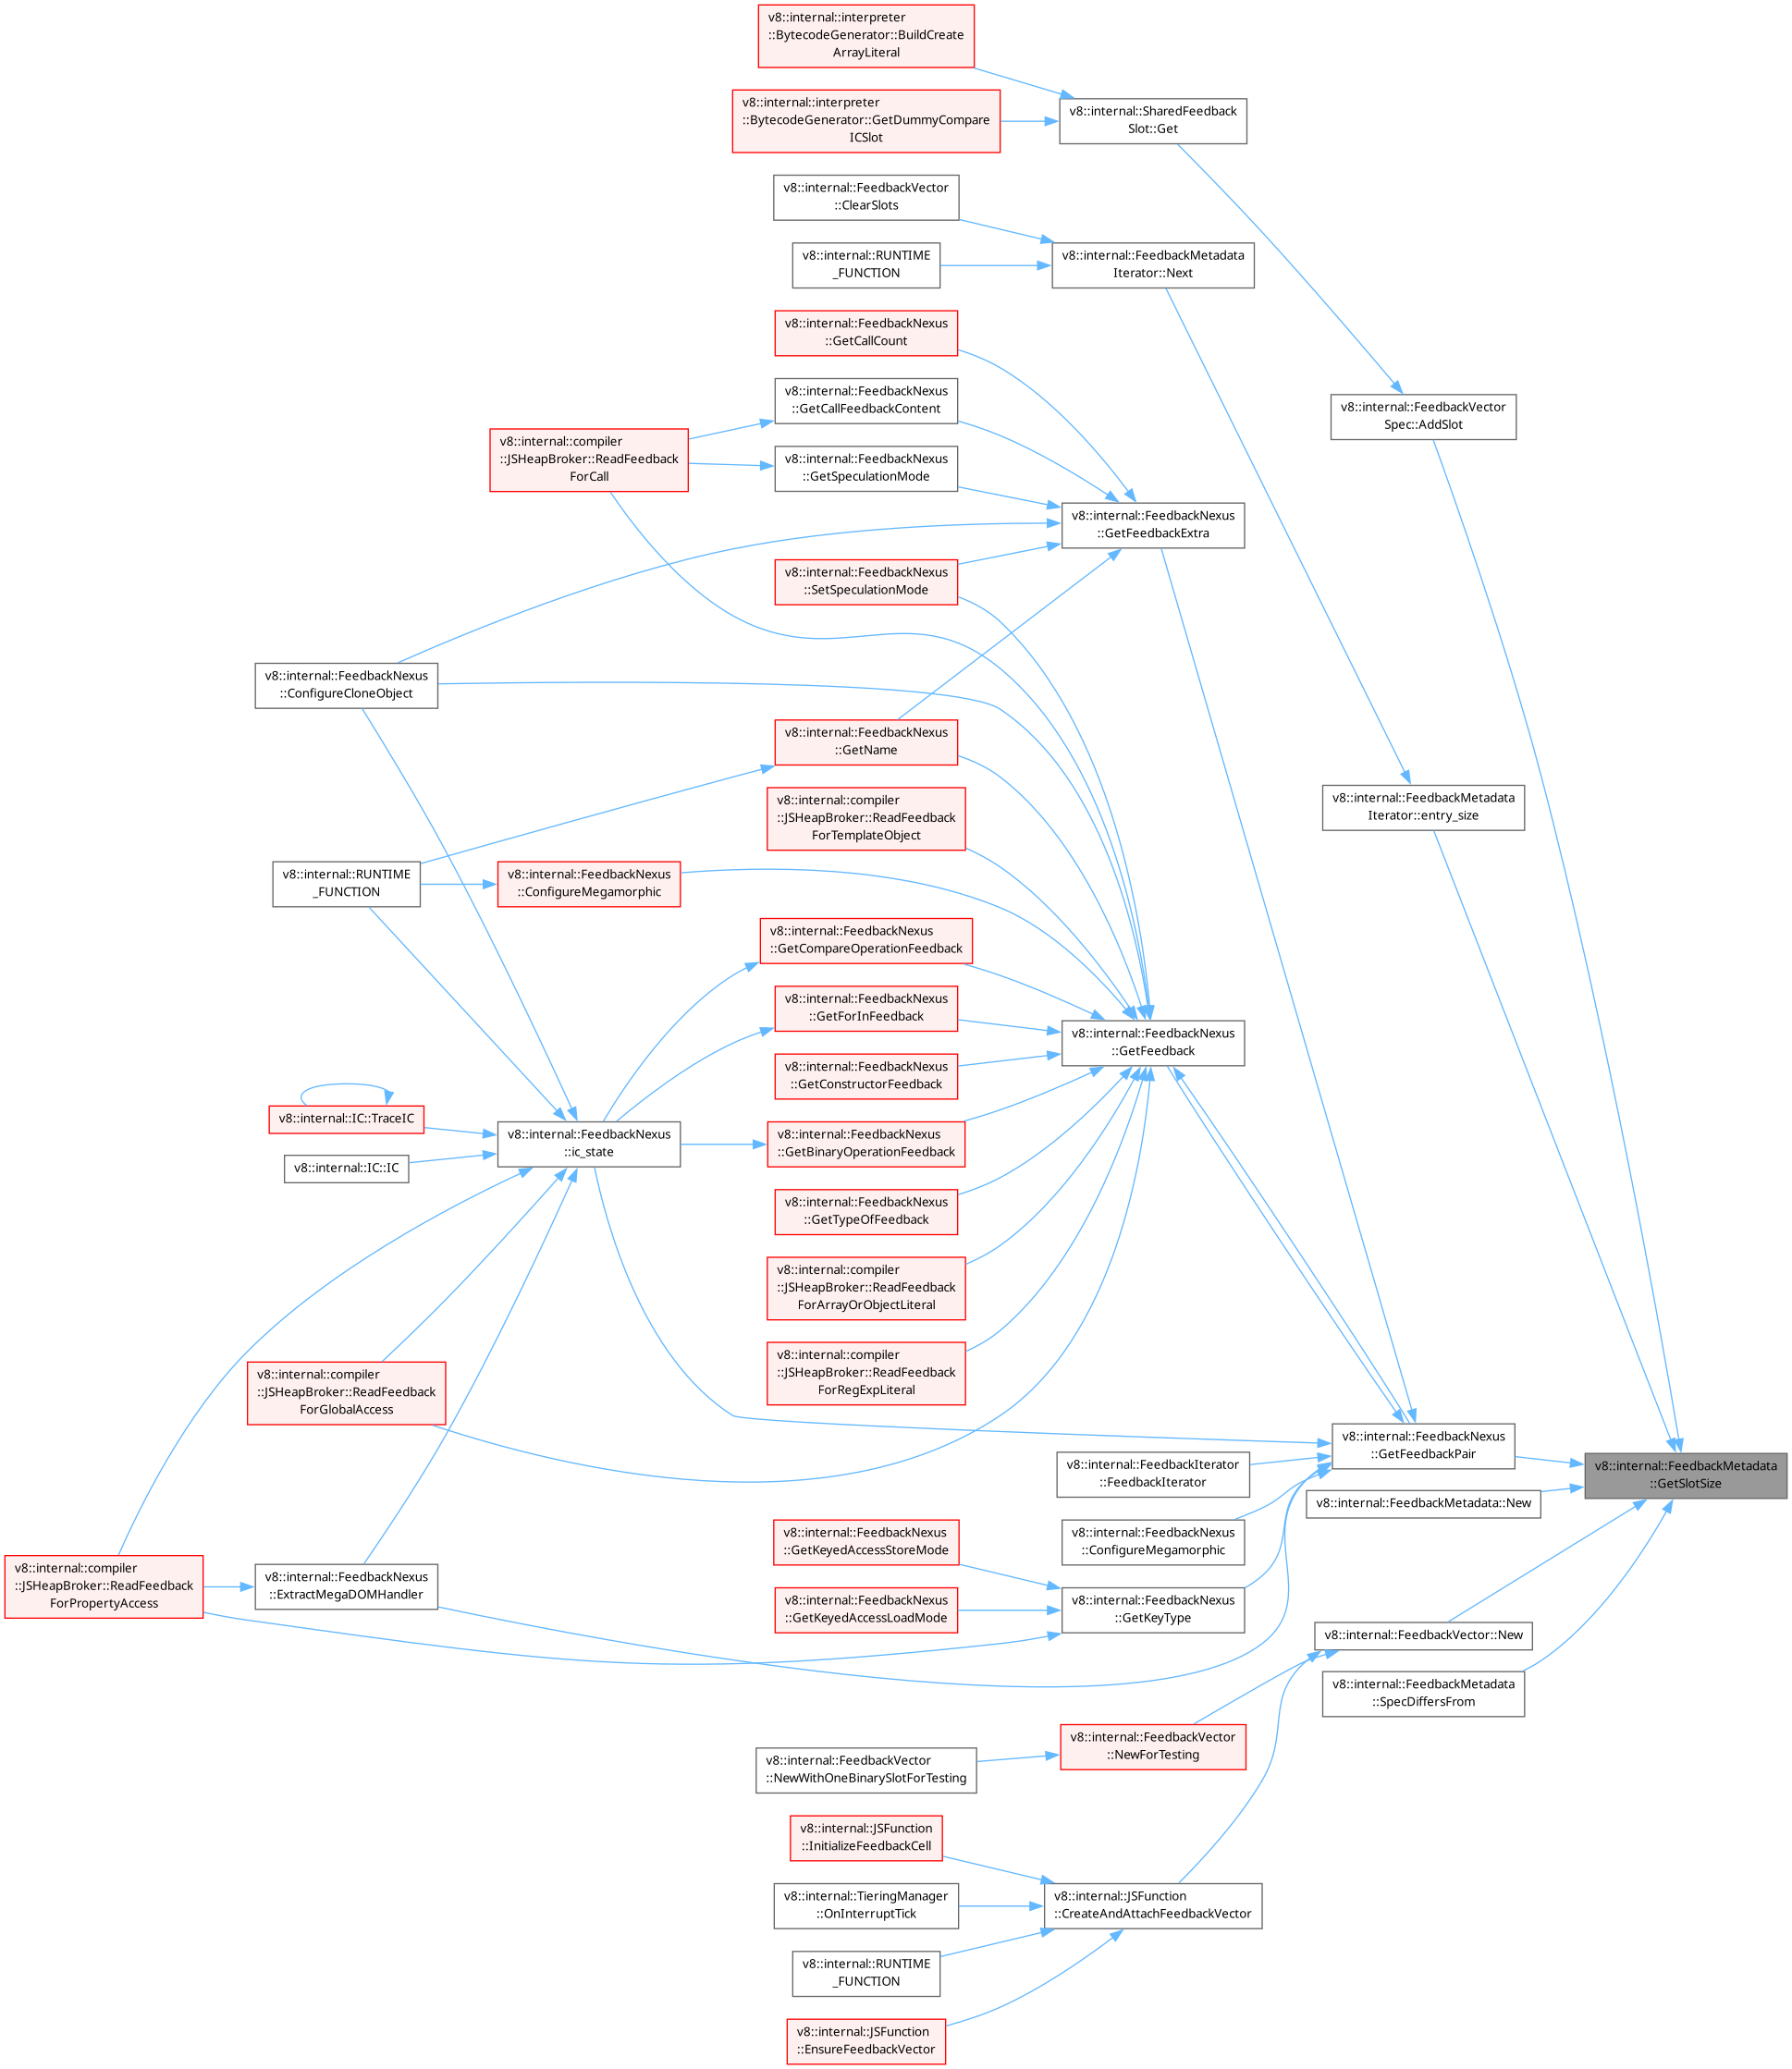 v8::internal::interpreter
::BytecodeGenerator::BuildCreate
ArrayLiteral
v8::internal::interpreter
::BytecodeGenerator::GetDummyCompare
ICSlot
v8::internal::SharedFeedback
Slot::Get
v8::internal::FeedbackVector
::ClearSlots
v8::internal::RUNTIME
_FUNCTION
v8::internal::FeedbackMetadata
Iterator::Next
v8::internal::FeedbackNexus
::GetCallCount
v8::internal::FeedbackNexus
::GetCallFeedbackContent
v8::internal::FeedbackVector
Spec::AddSlot
v8::internal::compiler
::JSHeapBroker::ReadFeedback
ForCall
v8::internal::FeedbackNexus
::GetSpeculationMode
v8::internal::FeedbackNexus
::GetFeedbackExtra
v8::internal::FeedbackNexus
::SetSpeculationMode
v8::internal::FeedbackNexus
::ConfigureCloneObject
v8::internal::FeedbackNexus
::GetName
v8::internal::compiler
::JSHeapBroker::ReadFeedback
ForTemplateObject
v8::internal::FeedbackMetadata
Iterator::entry_size
v8::internal::RUNTIME
_FUNCTION
v8::internal::FeedbackNexus
::ConfigureMegamorphic
v8::internal::FeedbackNexus
::GetCompareOperationFeedback
v8::internal::FeedbackNexus
::GetForInFeedback
v8::internal::FeedbackNexus
::GetFeedback
v8::internal::FeedbackNexus
::GetConstructorFeedback
v8::internal::IC::TraceIC
v8::internal::IC::IC
v8::internal::FeedbackNexus
::ic_state
v8::internal::FeedbackNexus
::GetBinaryOperationFeedback
v8::internal::FeedbackNexus
::GetTypeOfFeedback
v8::internal::compiler
::JSHeapBroker::ReadFeedback
ForArrayOrObjectLiteral
v8::internal::compiler
::JSHeapBroker::ReadFeedback
ForRegExpLiteral
v8::internal::compiler
::JSHeapBroker::ReadFeedback
ForGlobalAccess
v8::internal::FeedbackNexus
::GetFeedbackPair
v8::internal::FeedbackIterator
::FeedbackIterator
v8::internal::FeedbackMetadata
::GetSlotSize
v8::internal::FeedbackMetadata::New
v8::internal::FeedbackNexus
::GetKeyedAccessStoreMode
v8::internal::FeedbackNexus
::ConfigureMegamorphic
v8::internal::compiler
::JSHeapBroker::ReadFeedback
ForPropertyAccess
v8::internal::FeedbackNexus
::ExtractMegaDOMHandler
v8::internal::FeedbackNexus
::GetKeyedAccessLoadMode
v8::internal::FeedbackNexus
::GetKeyType
v8::internal::FeedbackVector::New
v8::internal::FeedbackMetadata
::SpecDiffersFrom
v8::internal::FeedbackVector
::NewWithOneBinarySlotForTesting
v8::internal::FeedbackVector
::NewForTesting
v8::internal::JSFunction
::InitializeFeedbackCell
v8::internal::TieringManager
::OnInterruptTick
v8::internal::JSFunction
::CreateAndAttachFeedbackVector
v8::internal::RUNTIME
_FUNCTION
v8::internal::JSFunction
::EnsureFeedbackVector